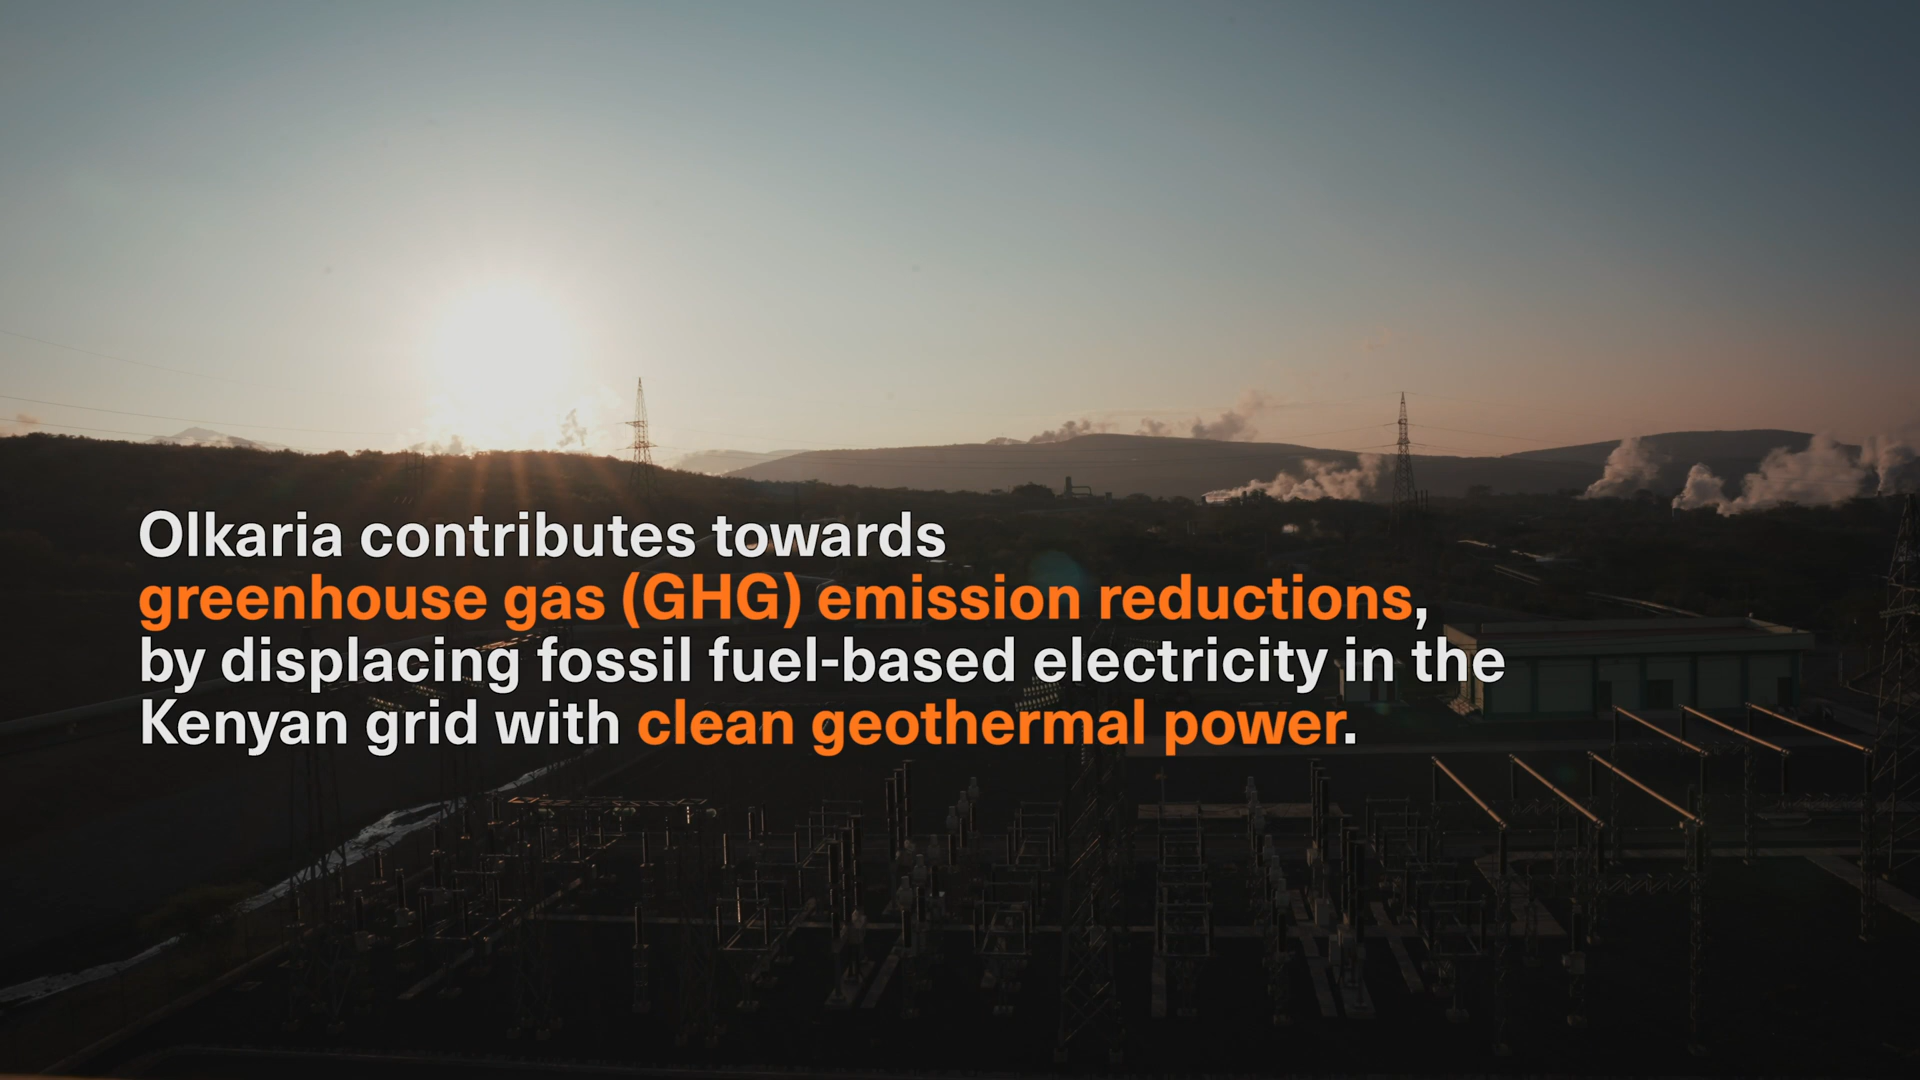 Olkaria contributes towards
greenhouse gas (GHG) emission reductions,
by displacing fossil fuel-based electricity in the
Kenyan grid with clean geothermal power.